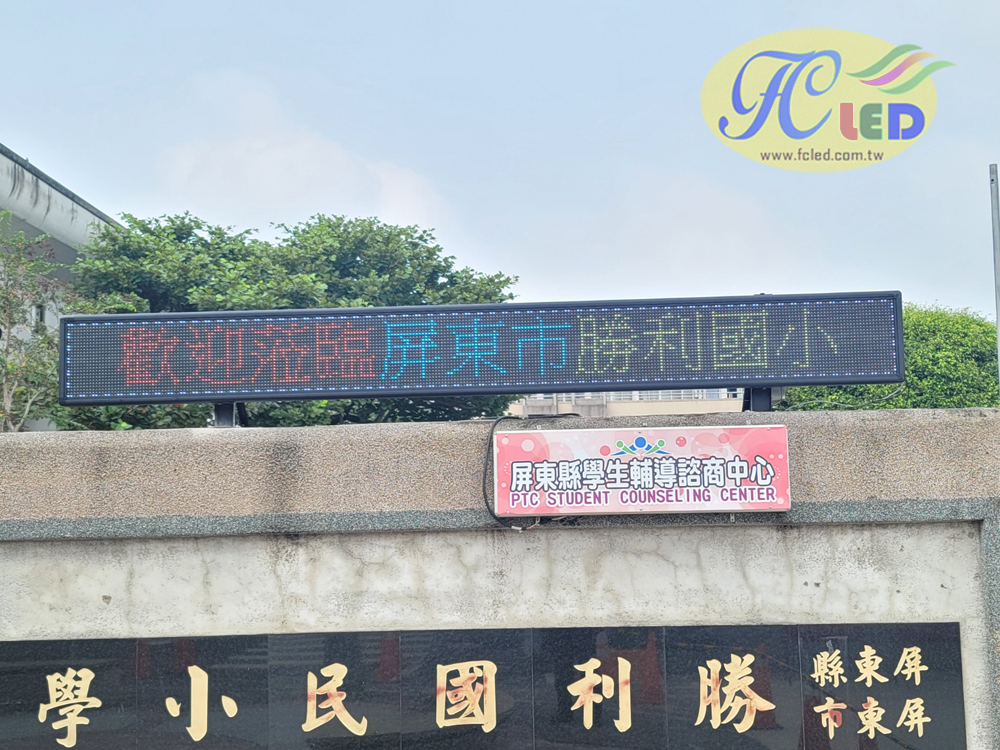 FC LED
www.fcled.com.tw
歡迎蒞臨屏東市勝利國小
屏東縣學生輔導諮商中心
PTC STUDENT COUNSELING CENTER
屏東縣
屏東市
勝利國民小學